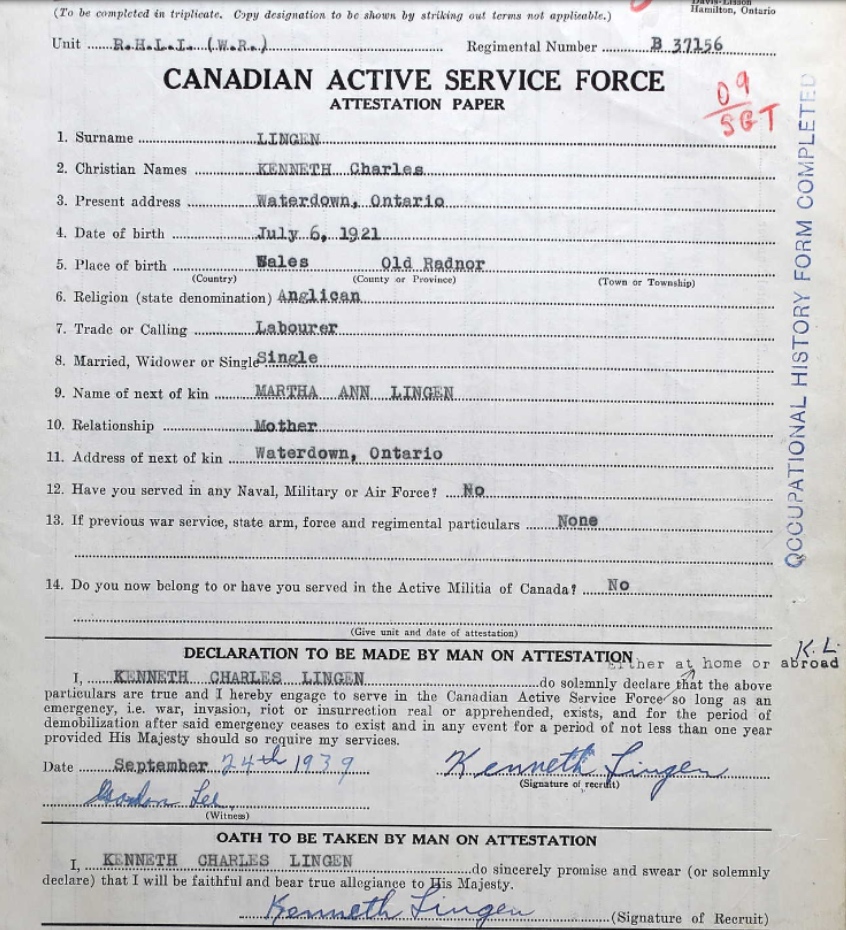 Davis-Lisson
Hamilton, Ontario
(To be completed in triplicate. Copy designation to be shown by striking out terms not applicable.)
Unit R.H.L.I. (W.R.) Regimental Number B 37156
CANADIAN ACTIVE SERVICE FORCE
ATTESTATION PAPER
09
SGT
1. Surname LINGEN
2. Christian Names KENNETH Charles
3. Present address Waterdown, Ontario
4. Date of birth July 6, 1921
5. Place of birth Wales Old Radnor
(Country) (County or Province) (Town or Township)
6. Religion (state denomination) Anglican
7. Trade or Calling Labourer
8. Married, Widower or Single Single
9. Name of next of kin MARTHA ANN LINGEN
10. Relationship Mother
11. Address of next of kin Waterdown, Ontario
12. Have you served in any Naval, Military or Air Force? No
13. If previous war service, state arm, force and regimental particulars None
14. Do you now belong to or have you served in the Active Militia of Canada? No
(Give unit and date of attestation)
OCCUPATIONAL HISTORY FORM COMPLETED
DECLARATION TO BE MADE BY MAN ON ATTESTATION
K. L.
either at home or abroad
I, KENNETH CHARLES LINGEN do solemnly declare that the above
particulars are true and I hereby engage to serve in the Canadian Active Service Force so long as an
emergency, i.e. war, invasion, riot or insurrection real or apprehended, exists, and for the period of
demobilization after said emergency ceases to exist and in any event for a period of not less than one year
provided His Majesty should so require my services.
Date September 24th 1939 Kenneth Lingen
(Signature of recruit)
Gordon Lee
(Witness)
OATH TO BE TAKEN BY MAN ON ATTESTATION
I, KENNETH CHARLES LINGEN do sincerely promise and swear (or solemnly
declare) that I will be faithful and bear true allegiance to His Majesty.
Kenneth Lingen (Signature of Recruit)